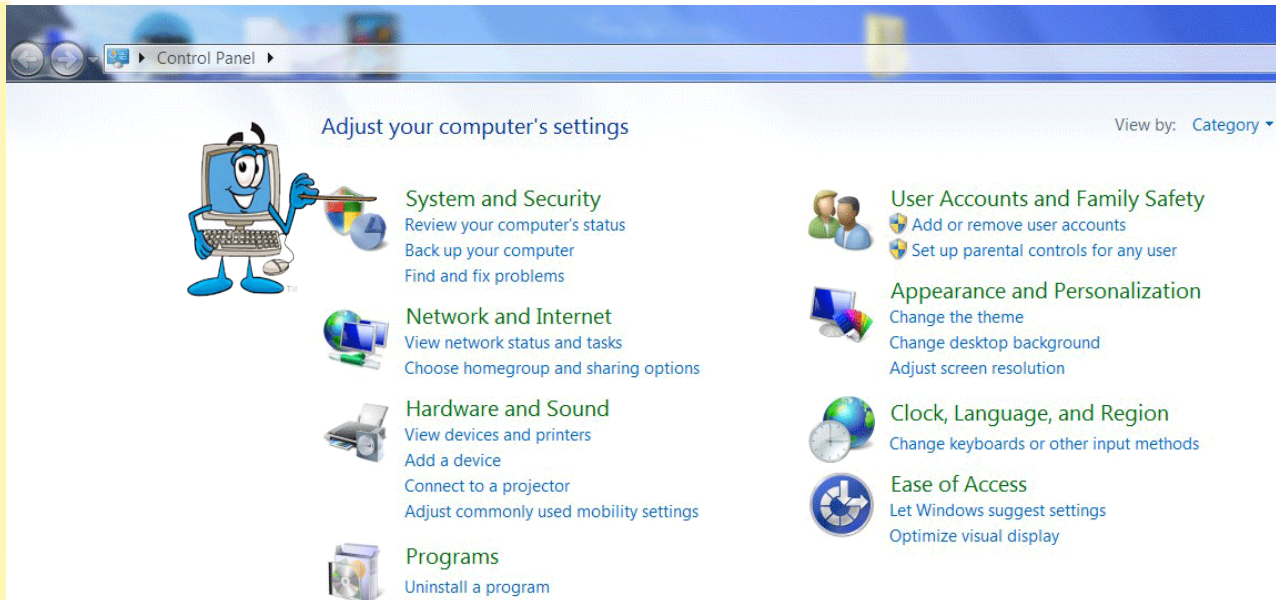 Control Panel
Adjust your computer's settings
View by: Category
System and Security
Review your computer's status
Back up your computer
Find and fix problems
Network and Internet
View network status and tasks
Choose homegroup and sharing options
Hardware and Sound
View devices and printers
Add a device
Connect to a projector
Adjust commonly used mobility settings
Programs
Uninstall a program
User Accounts and Family Safety
Add or remove user accounts
Set up parental controls for any user
Appearance and Personalization
Change the theme
Change desktop background
Adjust screen resolution
Clock, Language, and Region
Change keyboards or other input methods
Ease of Access
Let Windows suggest settings
Optimize visual display
TM